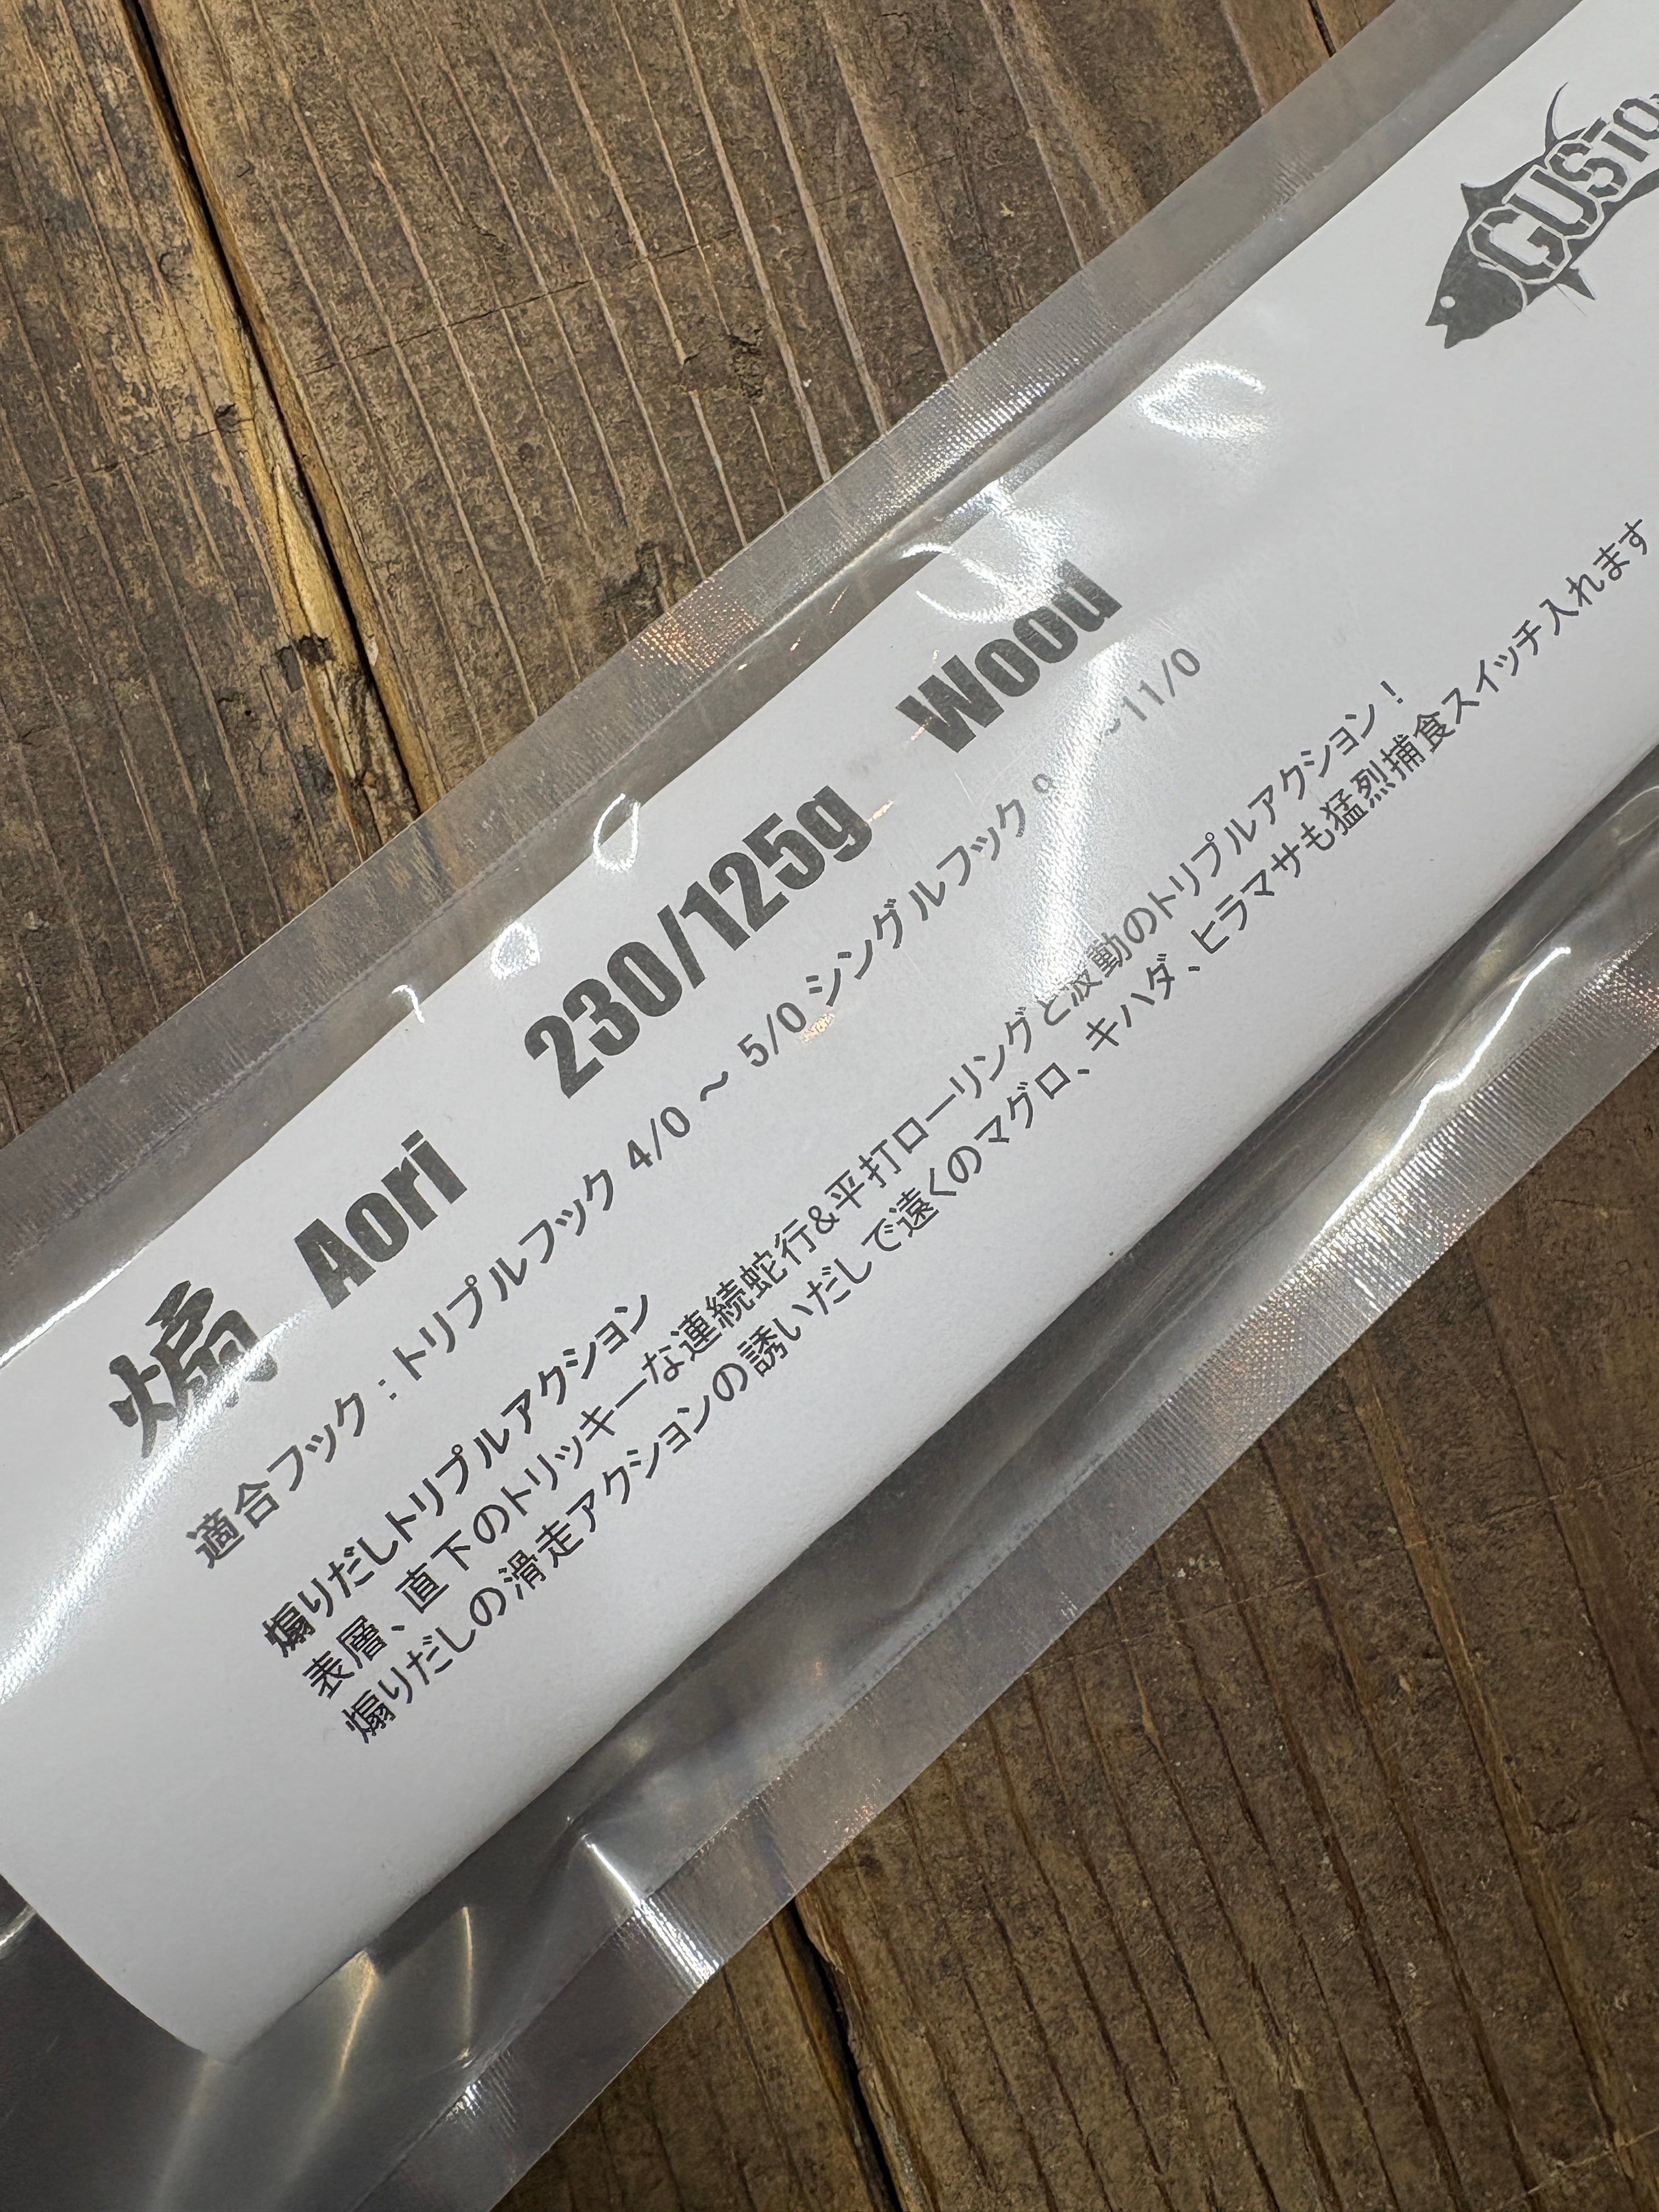 GUSTO
煽 Aori 230/125g Wood
適合フック：トリプルフック 4/0 ～ 5/0 シングルフック ～11/0
煽りだしトリプルアクション
表層、直下のトリッキーな連続蛇行&平打ローリングと波動のトリプルアクション！
煽りだしの滑走アクションの誘いだしで遠くのマグロ、キハダ、ヒラマサも猛烈捕食スイッチ入れます